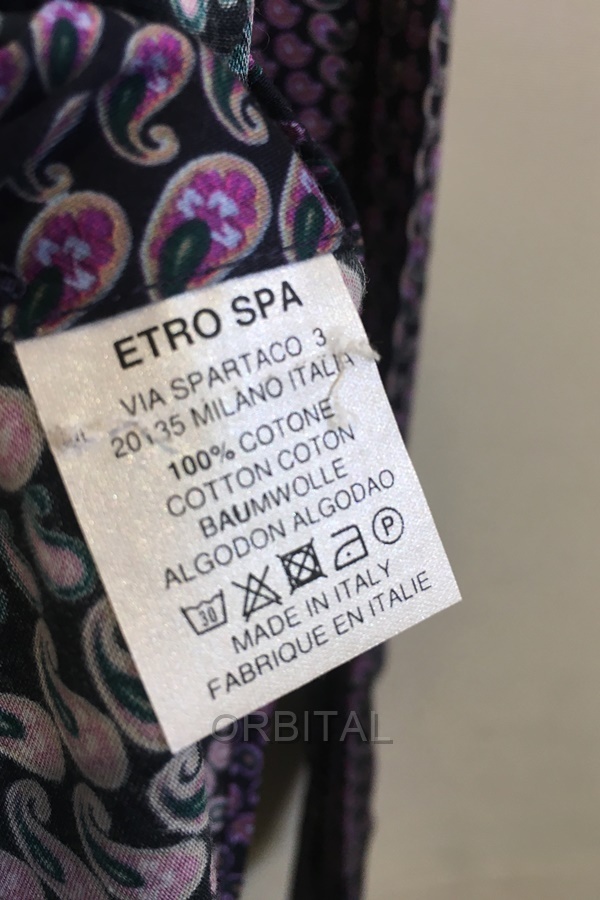 ETRO SPA
VIA SPARTACO 3
20135 MILANO ITALIA
100% COTONE
COTTON COTON
BAUMWOLLE
ALGODON ALGODAO
30 P
MADE IN ITALY
FABRIQUE EN ITALIE
ORBITAL